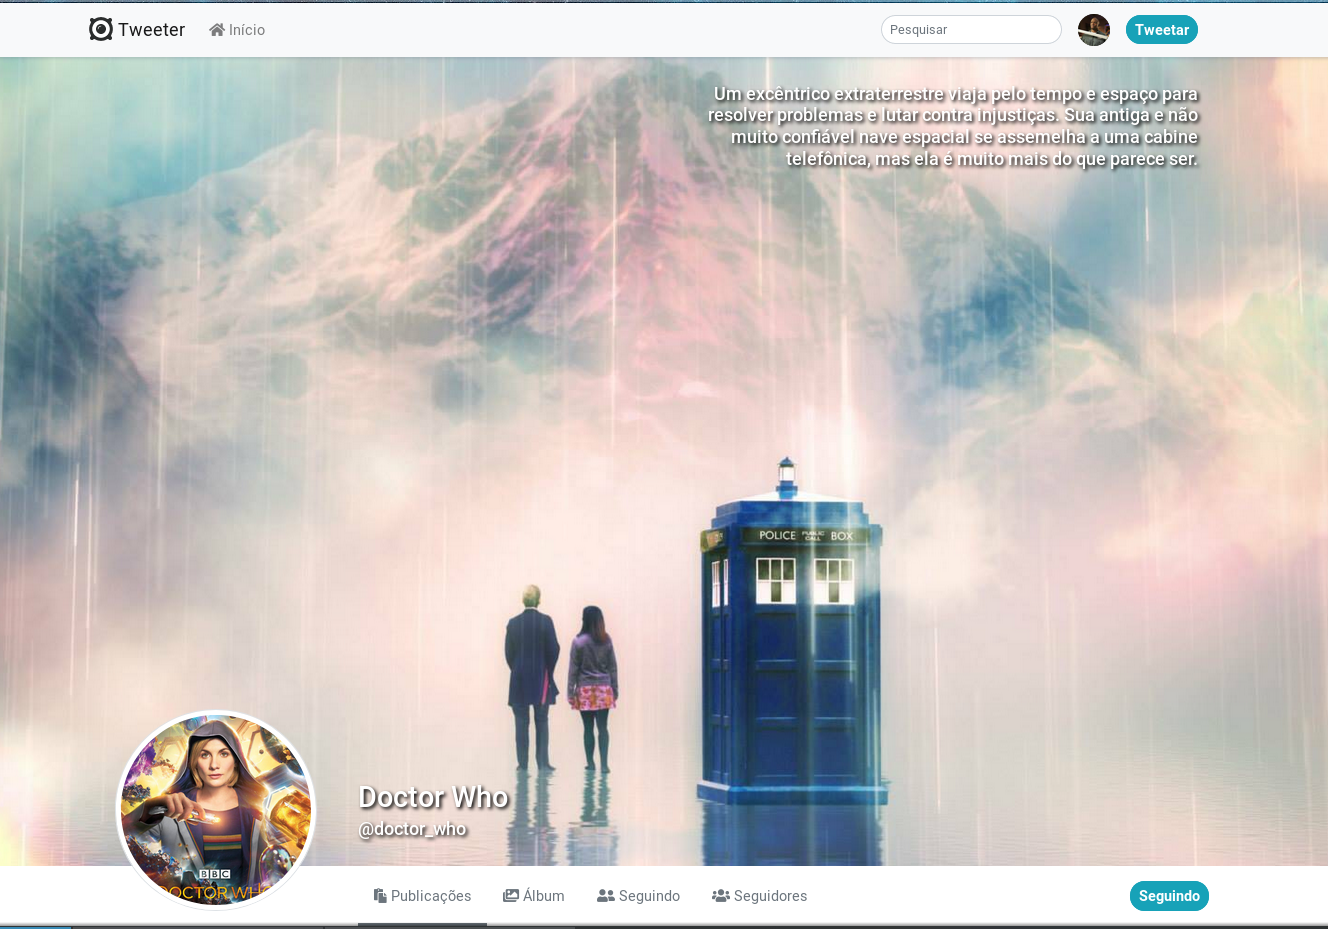 Tweeter
Início
Pesquisar
Tweetar
Um excêntrico extraterrestre viaja pelo tempo e espaço para
resolver problemas e lutar contra injustiças. Sua antiga e não
muito confiável nave espacial se assemelha a uma cabine
telefônica, mas ela é muito mais do que parece ser.
POLICE PUBLIC CALL BOX
Doctor Who
@doctor_who
BBC
DOCTOR WHO
Publicações
Álbum
Seguindo
Seguidores
Seguindo